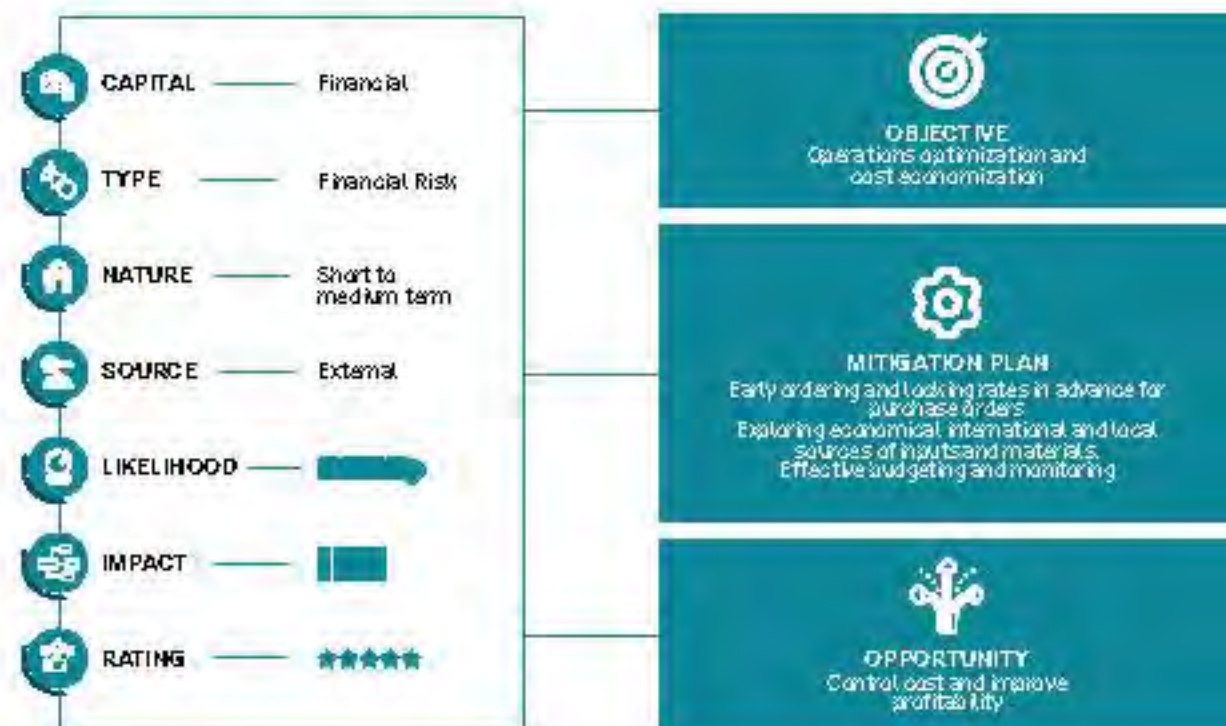 CAPITAL Financial
TYPE Financial Risk
NATURE Short to
medium term
SOURCE External
LIKELIHOOD
IMPACT
RATING
OBJECTIVE
Operations optimization and
cost economization
MITIGATION PLAN
Early ordering and locking rates in advance for
purchase orders
Exploring economical international and local
sources of inputs and materials.
Effective budgeting and monitoring
OPPORTUNITY
Control cost and improve
profitability